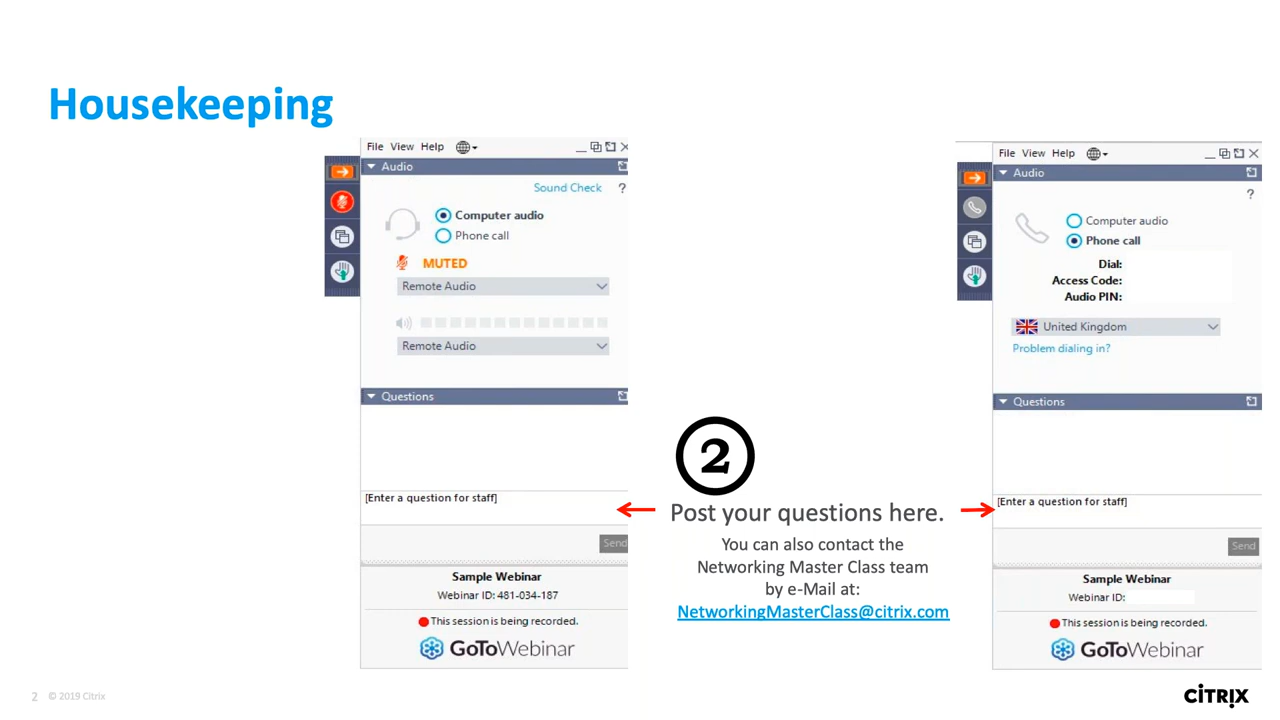 Housekeeping
File View Help
Audio
Sound Check ?
Computer audio
Phone call
MUTED
Remote Audio
Remote Audio
Questions
[Enter a question for staff]
Send
Sample Webinar
Webinar ID: 481-034-187
This session is being recorded.
GoToWebinar
2
Post your questions here.
You can also contact the
Networking Master Class team
by e-Mail at:
NetworkingMasterClass@citrix.com
File View Help
Audio
?
Computer audio
Phone call
Dial:
Access Code:
Audio PIN:
United Kingdom
Problem dialing in?
Questions
[Enter a question for staff]
Send
Sample Webinar
Webinar ID:
This session is being recorded.
GoToWebinar
2 © 2019 Citrix
CITRIX